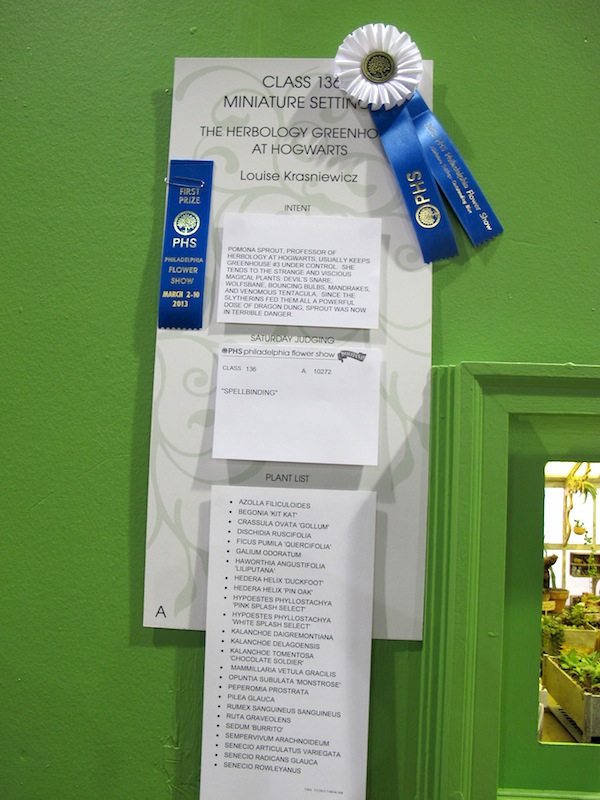 CLASS 136
MINIATURE SETTING
THE HERBOLOGY GREENHO
AT HOGWARTS
Louise Krasniewicz
FIRST
PRIZE
PHS
PHILADELPHIA
FLOWER
SHOW
MARCH 2-10
2013
PHS
PHS Philadelphia Flower Show
INTENT
POMONA SPROUT, PROFESSOR OF
HERBOLOGY AT HOGWARTS, USUALLY KEEPS
GREENHOUSE #3 UNDER CONTROL. SHE
TENDS TO THE STRANGE AND VISCIOUS
MAGICAL PLANTS: DEVIL'S SNARE,
WOLFSBANE, BOUNCING BULBS, MANDRAKES,
AND VENOMOUS TENTACULA. SINCE THE
SLYTHERINS FED THEM ALL A POWERFUL
DOSE OF DRAGON DUNG, SPROUT WAS NOW
IN TERRIBLE DANGER.
SATURDAY JUDGING
PHS philadelphia flower show
CLASS 136 A 10272
"SPELLBINDING"
PLANT LIST
• AZOLLA FILICULOIDES
• BEGONIA 'KIT KAT'
• CRASSULA OVATA 'GOLLUM'
• DISCHIDIA RUSCIFOLIA
• FICUS PUMILA 'QUERCIFOLIA'
• GALIUM ODORATUM
• HAWORTHIA ANGUSTIFOLIA
'LILIPUTANA'
• HEDERA HELIX 'DUCKFOOT'
• HEDERA HELIX 'PIN OAK'
• HYPOESTES PHYLLOSTACHYA
'PINK SPLASH SELECT'
• HYPOESTES PHYLLOSTACHYA
'WHITE SPLASH SELECT'
• KALANCHOE DAIGREMONTIANA
• KALANCHOE DELAGOENSIS
• KALANCHOE TOMENTOSA
'CHOCOLATE SOLDIER'
• MAMMILLARIA VETULA GRACILIS
• OPUNTIA SUBULATA 'MONSTROSE'
• PEPEROMIA PROSTRATA
• PILEA GLAUCA
• RUMEX SANGUINEUS SANGUINEUS
• RUTA GRAVEOLENS
• SEDUM 'BURRITO'
• SEMPERVIVUM ARACHNOIDEUM
• SENECIO ARTICULATUS VARIEGATA
• SENECIO RADICANS GLAUCA
• SENECIO ROWLEYANUS
A